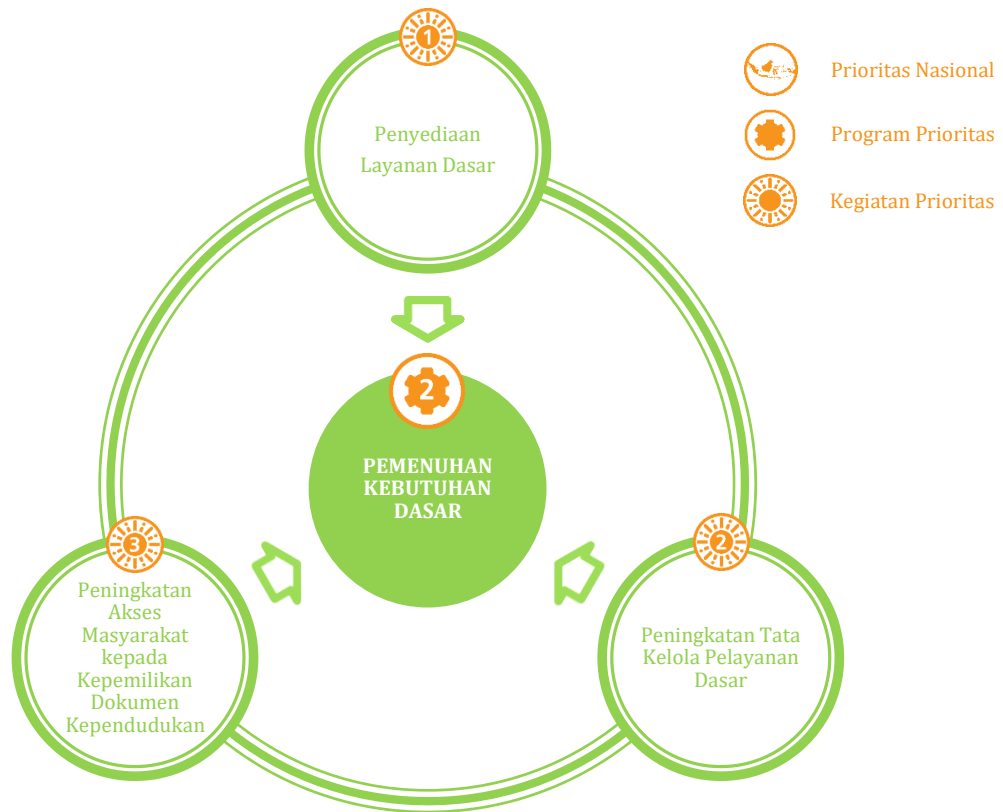 1
Penyediaan
Layanan Dasar
Prioritas Nasional
Program Prioritas
Kegiatan Prioritas
2
PEMENUHAN
KEBUTUHAN
DASAR
3
Peningkatan
Akses
Masyarakat
kepada
Kepemilikan
Dokumen
Kependudukan
2
Peningkatan Tata
Kelola Pelayanan
Dasar